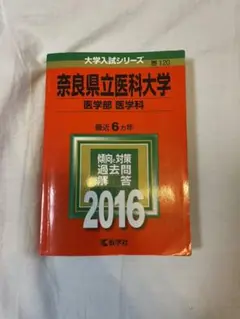 大学入試シリーズ
120
奈良県立医科大学
医学部 医学科
最近6カ年
傾向と対策
過去問
解答
2016
教学社